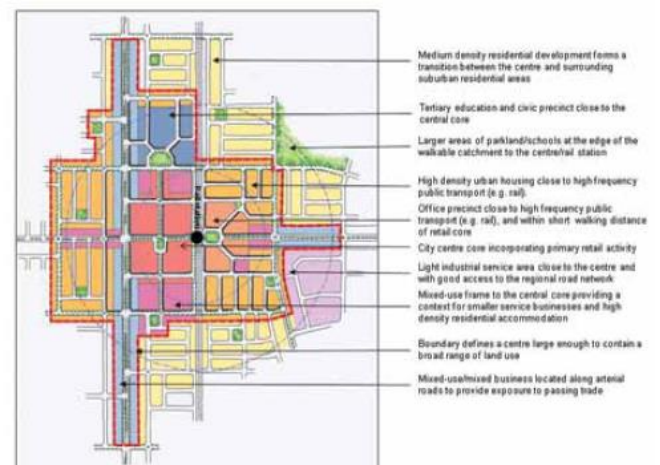 Medium density residential development forms a
transition between the centre and surrounding
suburban residential areas
Tertiary education and civic precinct close to the
central core
Larger areas of parkland/schools at the edge of the
walkable catchment to the centre/rail station
High density urban housing close to high frequency
public transport (e.g. rail).
Office precinct close to high frequency public
transport (e.g. rail), and within short walking distance
of retail core
City centre core incorporating primary retail activity
Light industrial service area close to the centre and
with good access to the regional road network
Mixed-use frame to the central core providing a
context for smaller service businesses and high
density residential accommodation
Boundary defines a centre large enough to contain a
broad range of land use
Mixed-use/mixed business located along arterial
roads to provide exposure to passing trade